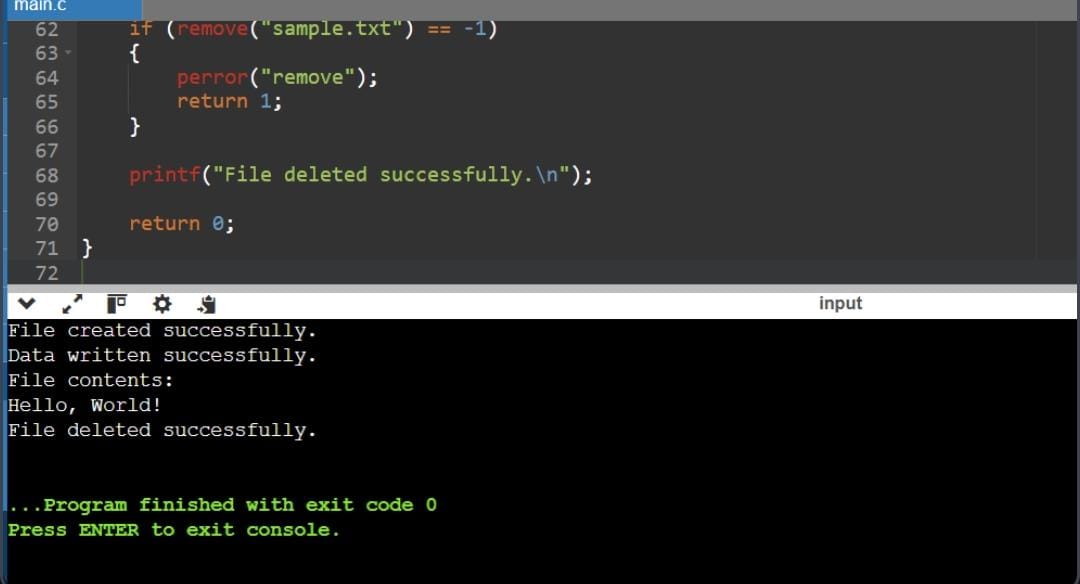 main.c
62 if (remove("sample.txt") == -1)
63 {
64 perror("remove");
65 return 1;
66 }
67
68 printf("File deleted successfully.\n");
69
70 return 0;
71 }
72
input
File created successfully.
Data written successfully.
File contents:
Hello, World!
File deleted successfully.
...Program finished with exit code 0
Press ENTER to exit console.